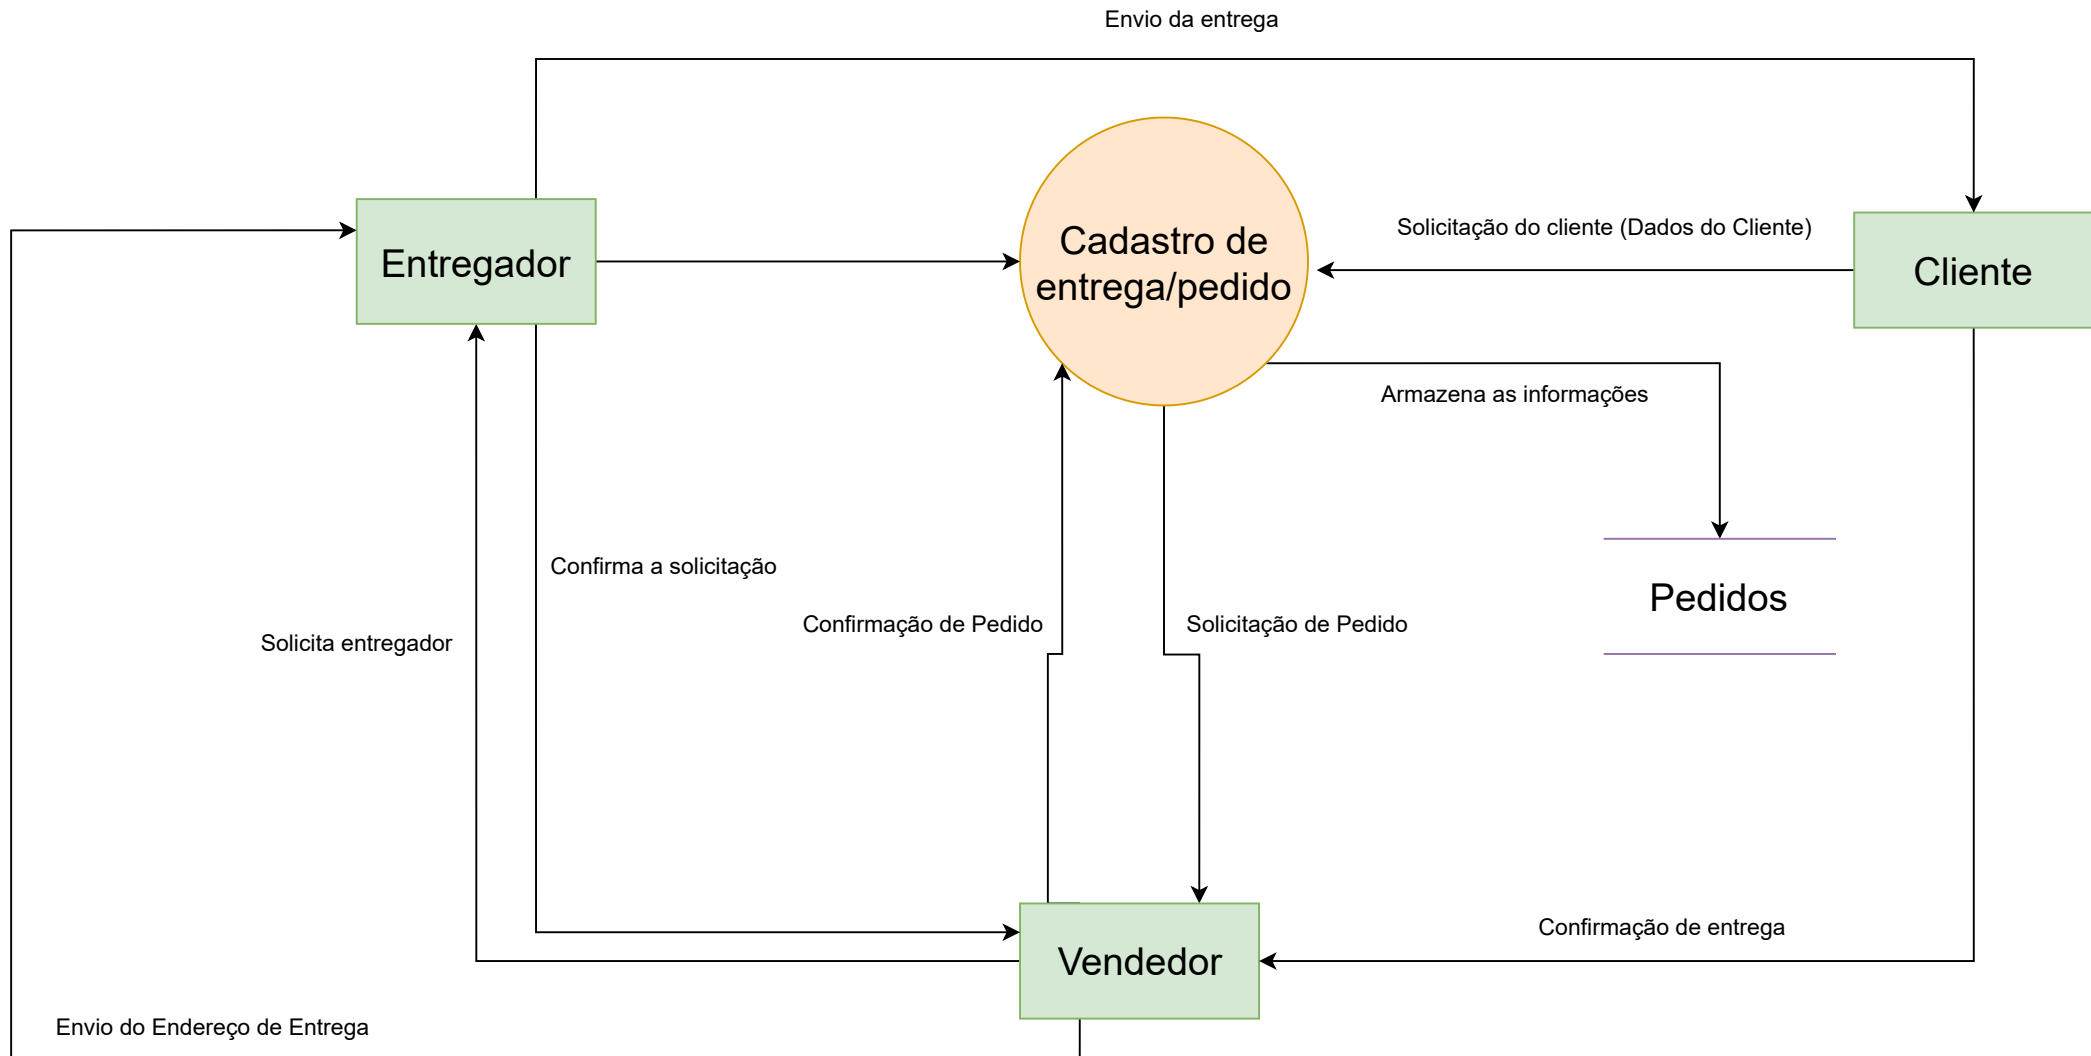 Envio da entrega
Entregador
Cadastro de
entrega/pedido
Solicitação do cliente (Dados do Cliente)
Cliente
Armazena as informações
Confirma a solicitação
Solicita entregador
Confirmação de Pedido
Solicitação de Pedido
Pedidos
Vendedor
Confirmação de entrega
Envio do Endereço de Entrega